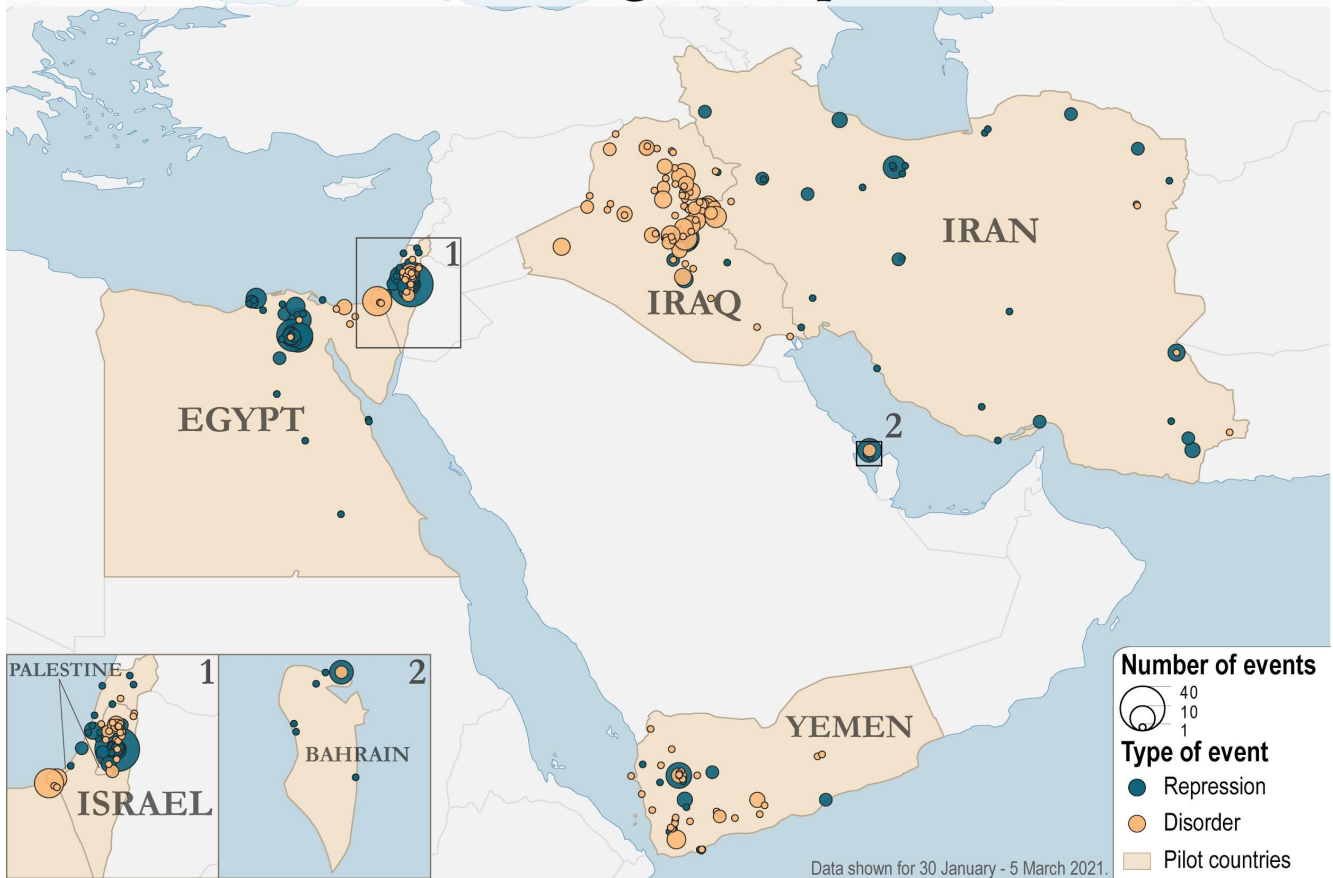 1
IRAN
IRAQ
EGYPT
2
PALESTINE
1
ISRAEL
2
BAHRAIN
YEMEN
Number of events
40
10
1
Type of event
Repression
Disorder
Pilot countries
Data shown for 30 January - 5 March 2021.